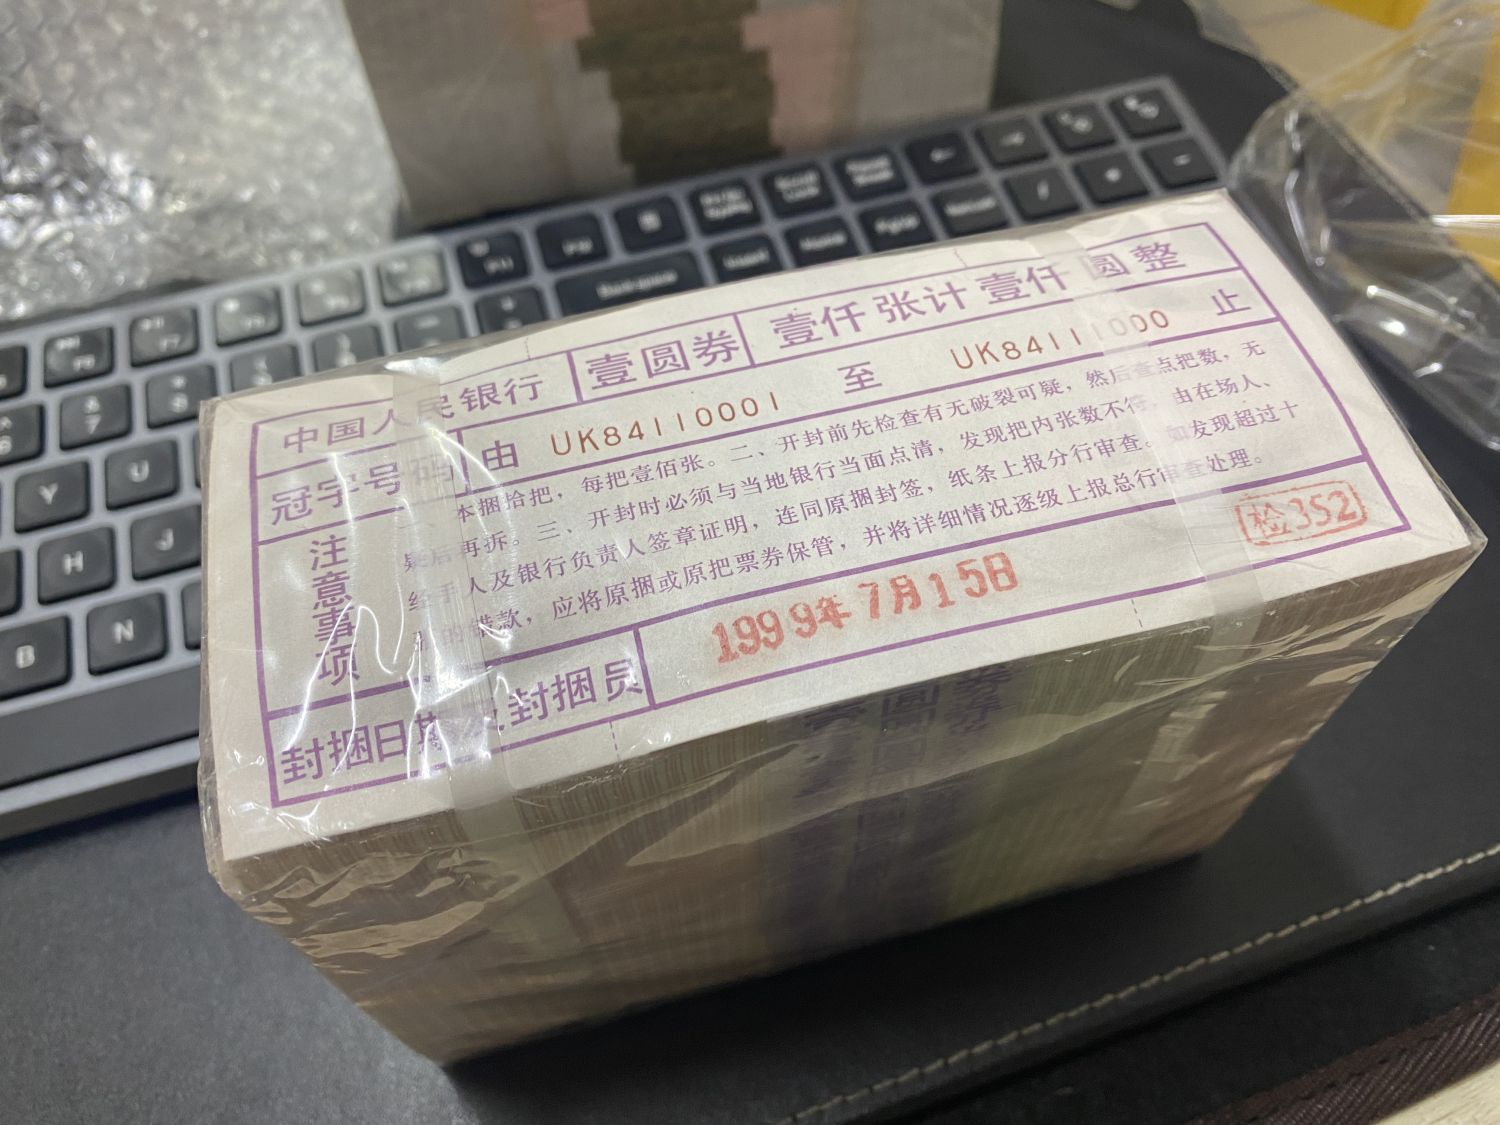 中国人民银行 壹圆券 壹仟张计壹仟圆整
冠字号码 由 UK84110001 至 UK84111000 止
注意事项
本捆拾把，每把壹佰张。二、开封前先检查有无破裂可疑，然后查点把数，无
疑后再拆。三、开封时必须与当地银行当面点清，发现把内张数不符，由在场人、
经手人及银行负责人签章证明，连同原捆封签，纸条上报分行审查。如发现超过十
的错款，应将原捆或原把票券保管，并将详细情况逐级上报总行审查处理。
封捆日期及封捆员 1999年7月15日 检352
Y U
H J
B N
Back space Insert Home PgUp NumLock / * -